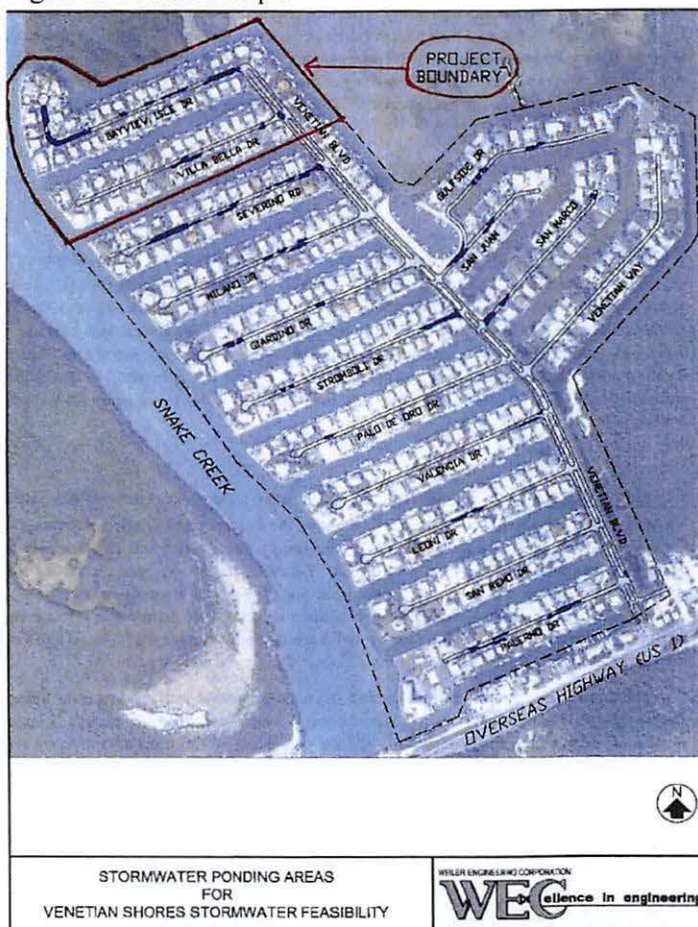 PROJECT
BOUNDARY
BAYVIEW ISLE DR
VENETIAN BLVD
VILLA BELLA DR
SEVERINO RD
GULFSIDE DR
SAN JUAN
SAN MARCO
VENETIAN WAY
MILANO DR
GIARDINO DR
STROMBOLI DR
PALO DE ORO DR
VALENCIA DR
SNAKE CREEK
LEONI DR
VENETIAN BLVD
SAN REMO DR
PALERMO DR
OVERSEAS HIGHWAY (US 1)
N
STORMWATER PONDING AREAS
FOR
VENETIAN SHORES STORMWATER FEASIBILITY
WEILER ENGINEERING CORPORATION
WEC
ellence in engineering